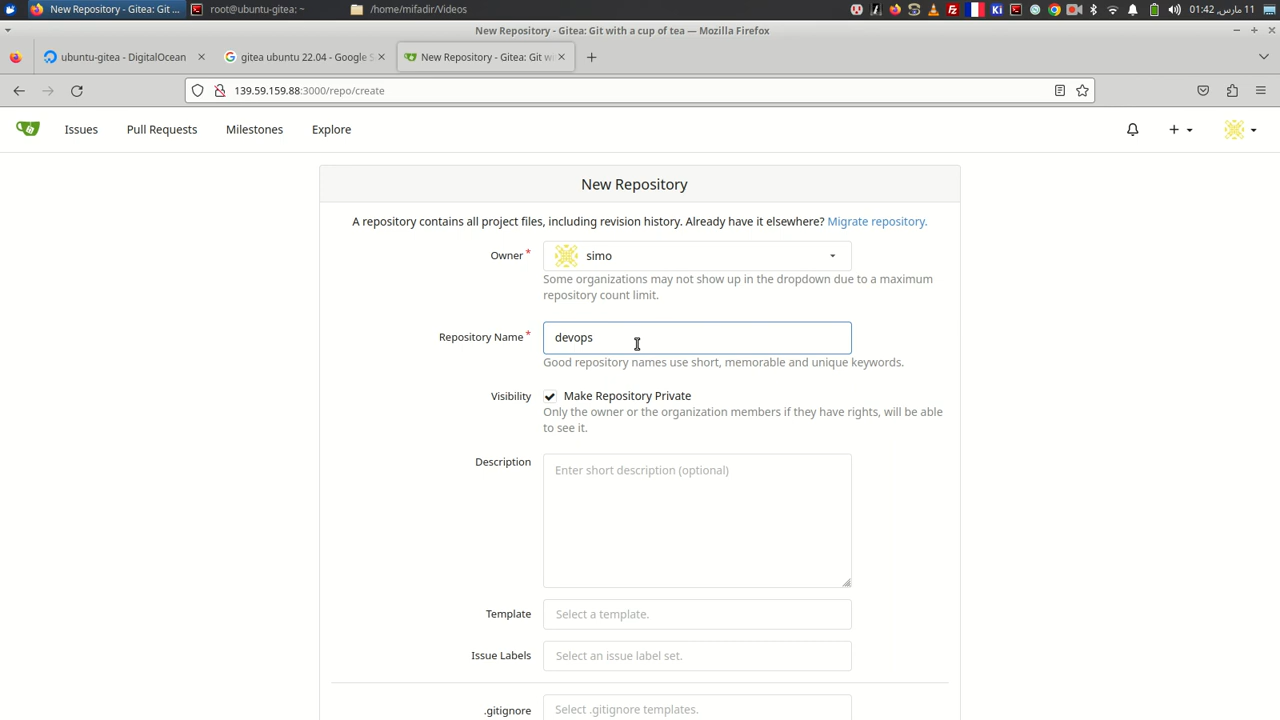 New Repository - Gitea: Git ...
root@ubuntu-gitea: ~
/home/mifadir/Videos
Ki
01:42 ,11 مارس
New Repository - Gitea: Git with a cup of tea — Mozilla Firefox
ubuntu-gitea - DigitalOcean
gitea ubuntu 22.04 - Google S
New Repository - Gitea: Git wi
139.59.159.88:3000/repo/create
Issues
Pull Requests
Milestones
Explore
New Repository
A repository contains all project files, including revision history. Already have it elsewhere? Migrate repository.
Owner *
simo
Some organizations may not show up in the dropdown due to a maximum
repository count limit.
Repository Name *
devops
Good repository names use short, memorable and unique keywords.
Visibility
Make Repository Private
Only the owner or the organization members if they have rights, will be able
to see it.
Description
Enter short description (optional)
Template
Select a template.
Issue Labels
Select an issue label set.
.gitignore
Select .gitignore templates.